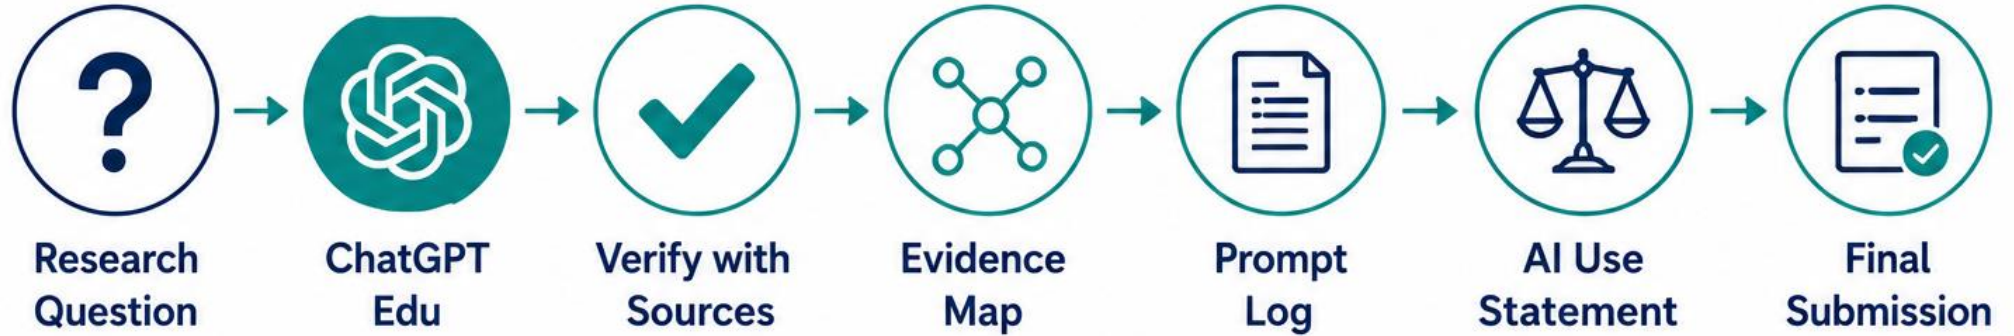 Research
Question
ChatGPT
Edu
Verify with
Sources
Evidence
Map
Prompt
Log
AI Use
Statement
Final
Submission